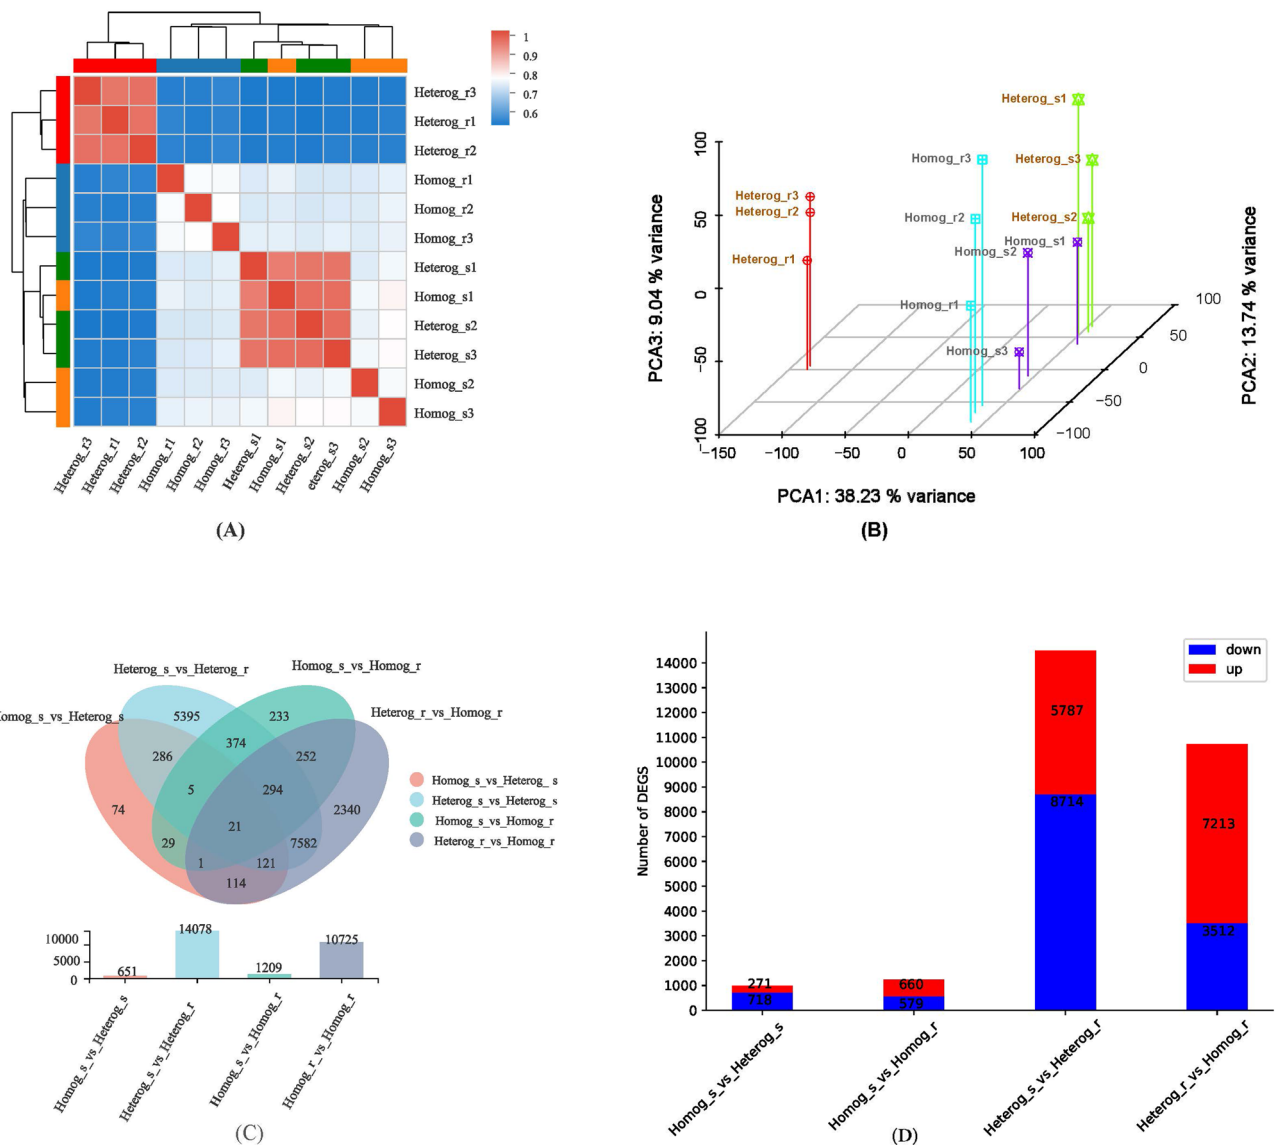 1
0.9
0.8
0.7
0.6
Heterog_r3
Heterog_r1
Heterog_r2
Homog_r1
Homog_r2
Homog_r3
Heterog_s1
Homog_s1
Heterog_s2
Heterog_s3
Homog_s2
Homog_s3
Heterog_r3
Heterog_r1
Heterog_r2
Homog_r1
Homog_r2
Homog_r3
Heterog_s1
Homog_s1
Heterog_s2
eterog_s3
Homog_s2
Homog_s3
(A)
PCA3: 9.04 % variance
100
50
0
−50
−100
−150
−100
−50
0
50
100
PCA1: 38.23 % variance
−100
−50
0
50
100
PCA2: 13.74 % variance
Heterog_s1
Homog_r3
Heterog_s3
Heterog_r3
Heterog_r2
Homog_r2
Heterog_s2
Homog_s1
Homog_s2
Heterog_r1
Homog_r1
Homog_s3
(B)
Heterog_s_vs_Heterog_r
Homog_s_vs_Homog_r
omog_s_vs_Heterog_s
Heterog_r_vs_Homog_r
5395
233
286
374
252
74
5
294
2340
21
29
7582
1
121
114
Homog_s_vs_Heterog_ s
Heterog_s_vs_Heterog_s
Homog_s_vs_Homog_r
Heterog_r_vs_Homog_r
10000
5000
0
651
14078
1209
10725
Homog_s_vs_Heterog_s
Heterog_s_vs_Heterog_r
Homog_s_vs_Homog_r
Homog_r_vs_Homog_r
(C)
Number of DEGS
14000
13000
12000
11000
10000
9000
8000
7000
6000
5000
4000
3000
2000
1000
0
down
up
271
718
660
579
5787
8714
7213
3512
Homog_s_vs_Heterog_s
Homog_s_vs_Homog_r
Heterog_s_vs_Heterog_r
Heterog_r_vs_Homog_r
(D)